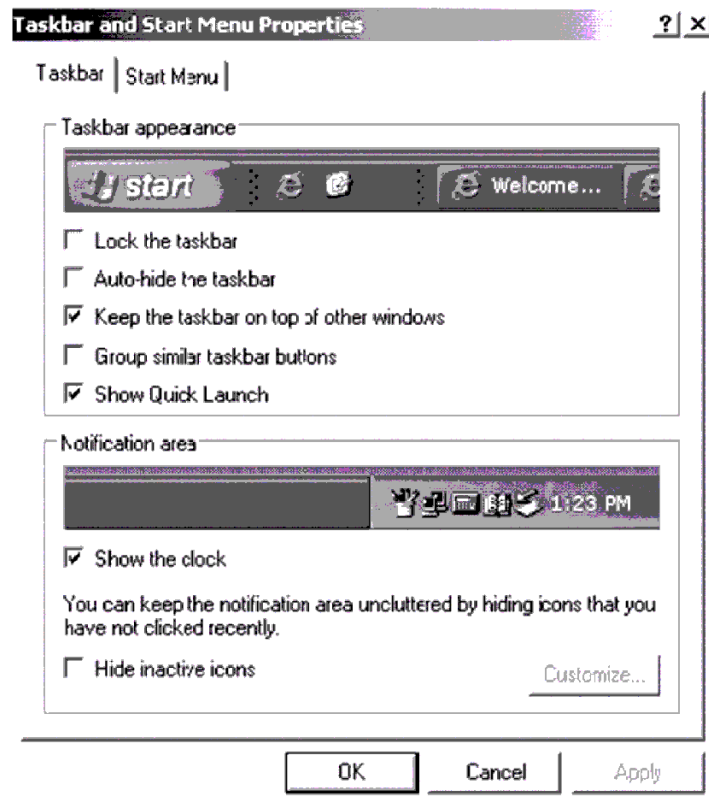 Taskbar and Start Menu Properties
? ×
Taskbar Start Menu
Taskbar appearance
start Welcome...
Lock the taskbar
Auto-hide the taskbar
Keep the taskbar on top of other windows
Group similar taskbar buttons
Show Quick Launch
Notification area
1:23 PM
Show the clock
You can keep the notification area uncluttered by hiding icons that you
have not clicked recently.
Hide inactive icons
Customize...
OK Cancel Apply